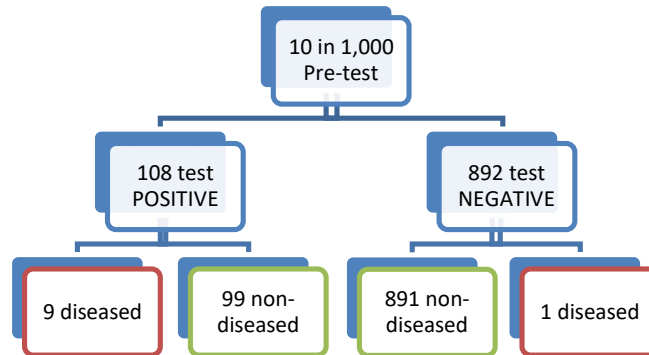 10 in 1,000
Pre-test
108 test
POSITIVE
892 test
NEGATIVE
9 diseased
99 non-
diseased
891 non-
diseased
1 diseased